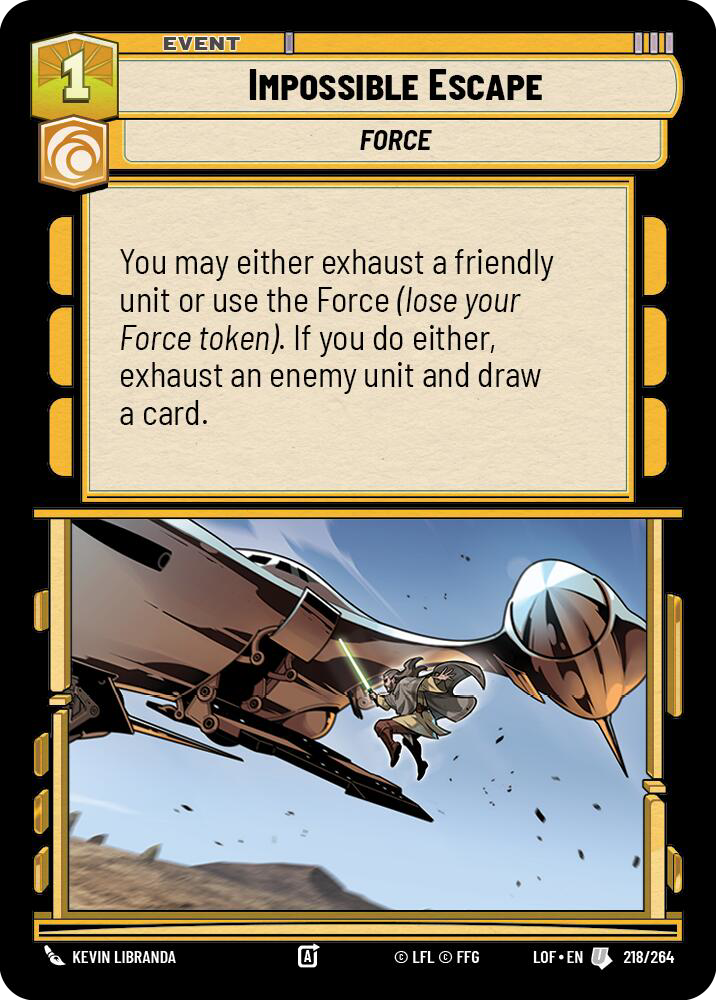 EVENT
1
IMPOSSIBLE ESCAPE
FORCE
You may either exhaust a friendly
unit or use the Force (lose your
Force token). If you do either,
exhaust an enemy unit and draw
a card.
KEVIN LIBRANDA
A
© LFL © FFG
LOF • EN
U
218/264